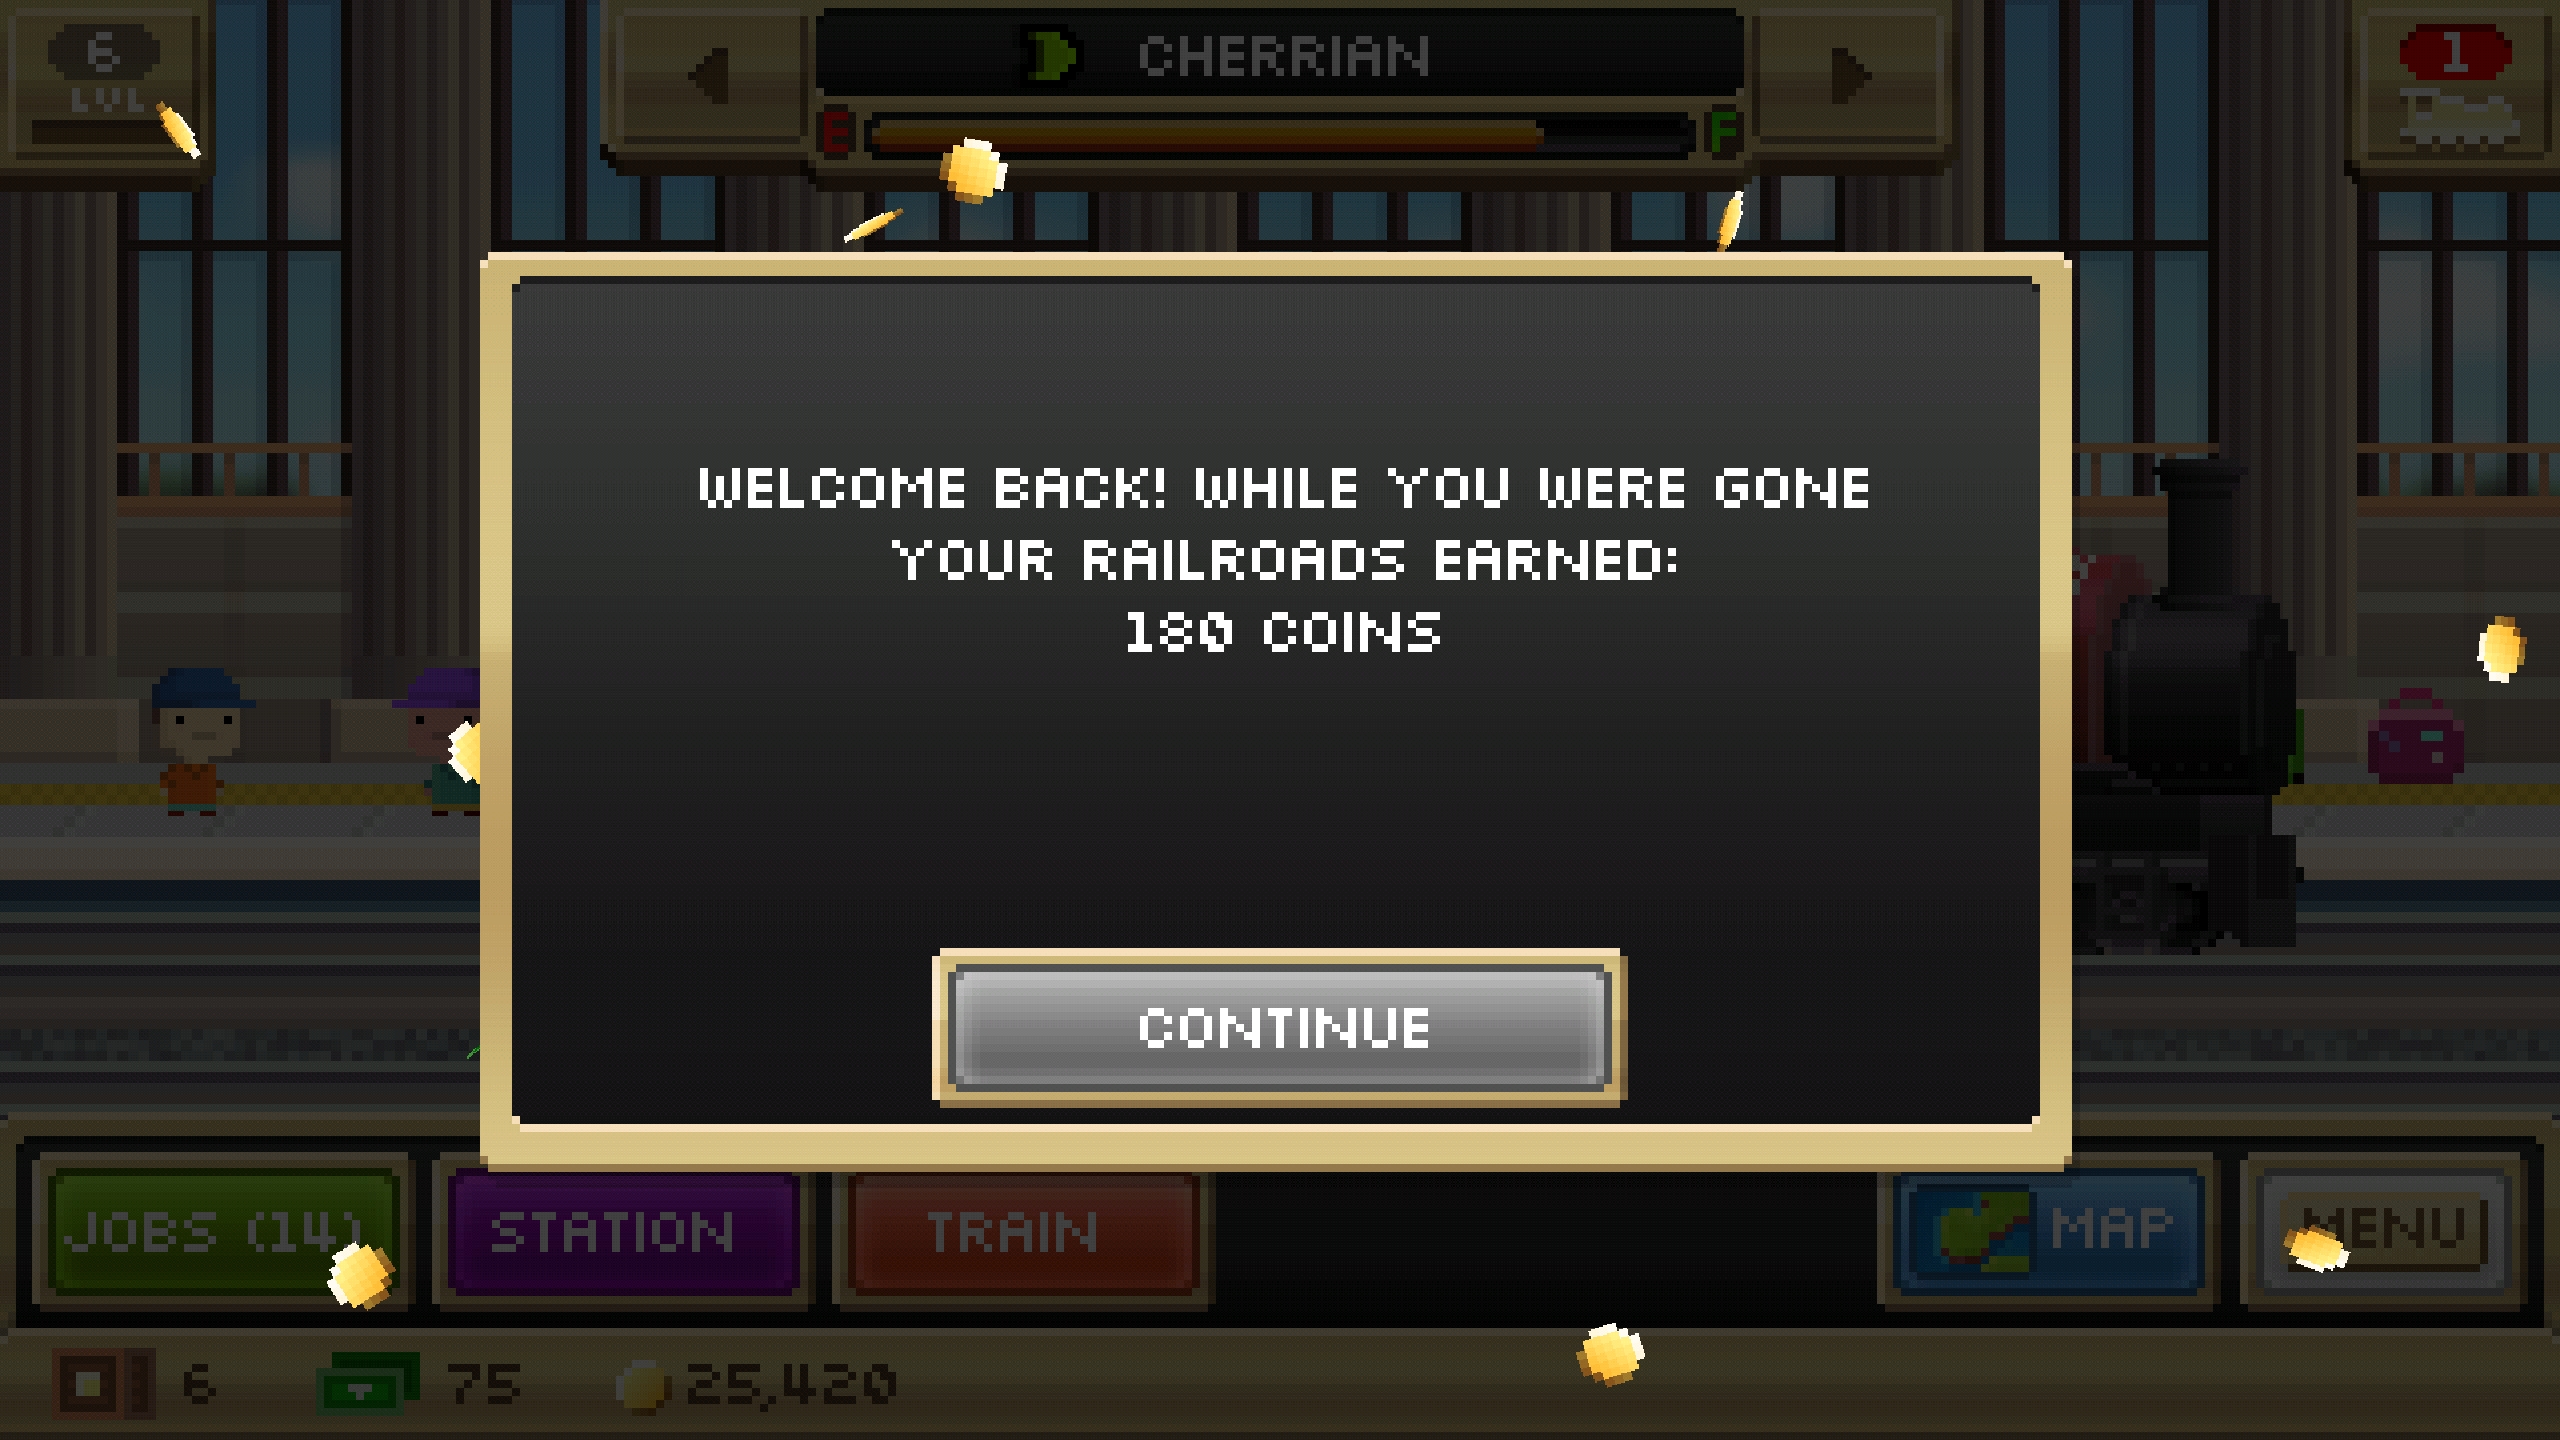 6
LVL
CHERRIAN
E
F
1
WELCOME BACK! WHILE YOU WERE GONE
YOUR RAILROADS EARNED:
180 COINS
CONTINUE
JOBS (14)
STATION
TRAIN
MAP
MENU
6
75
25,420